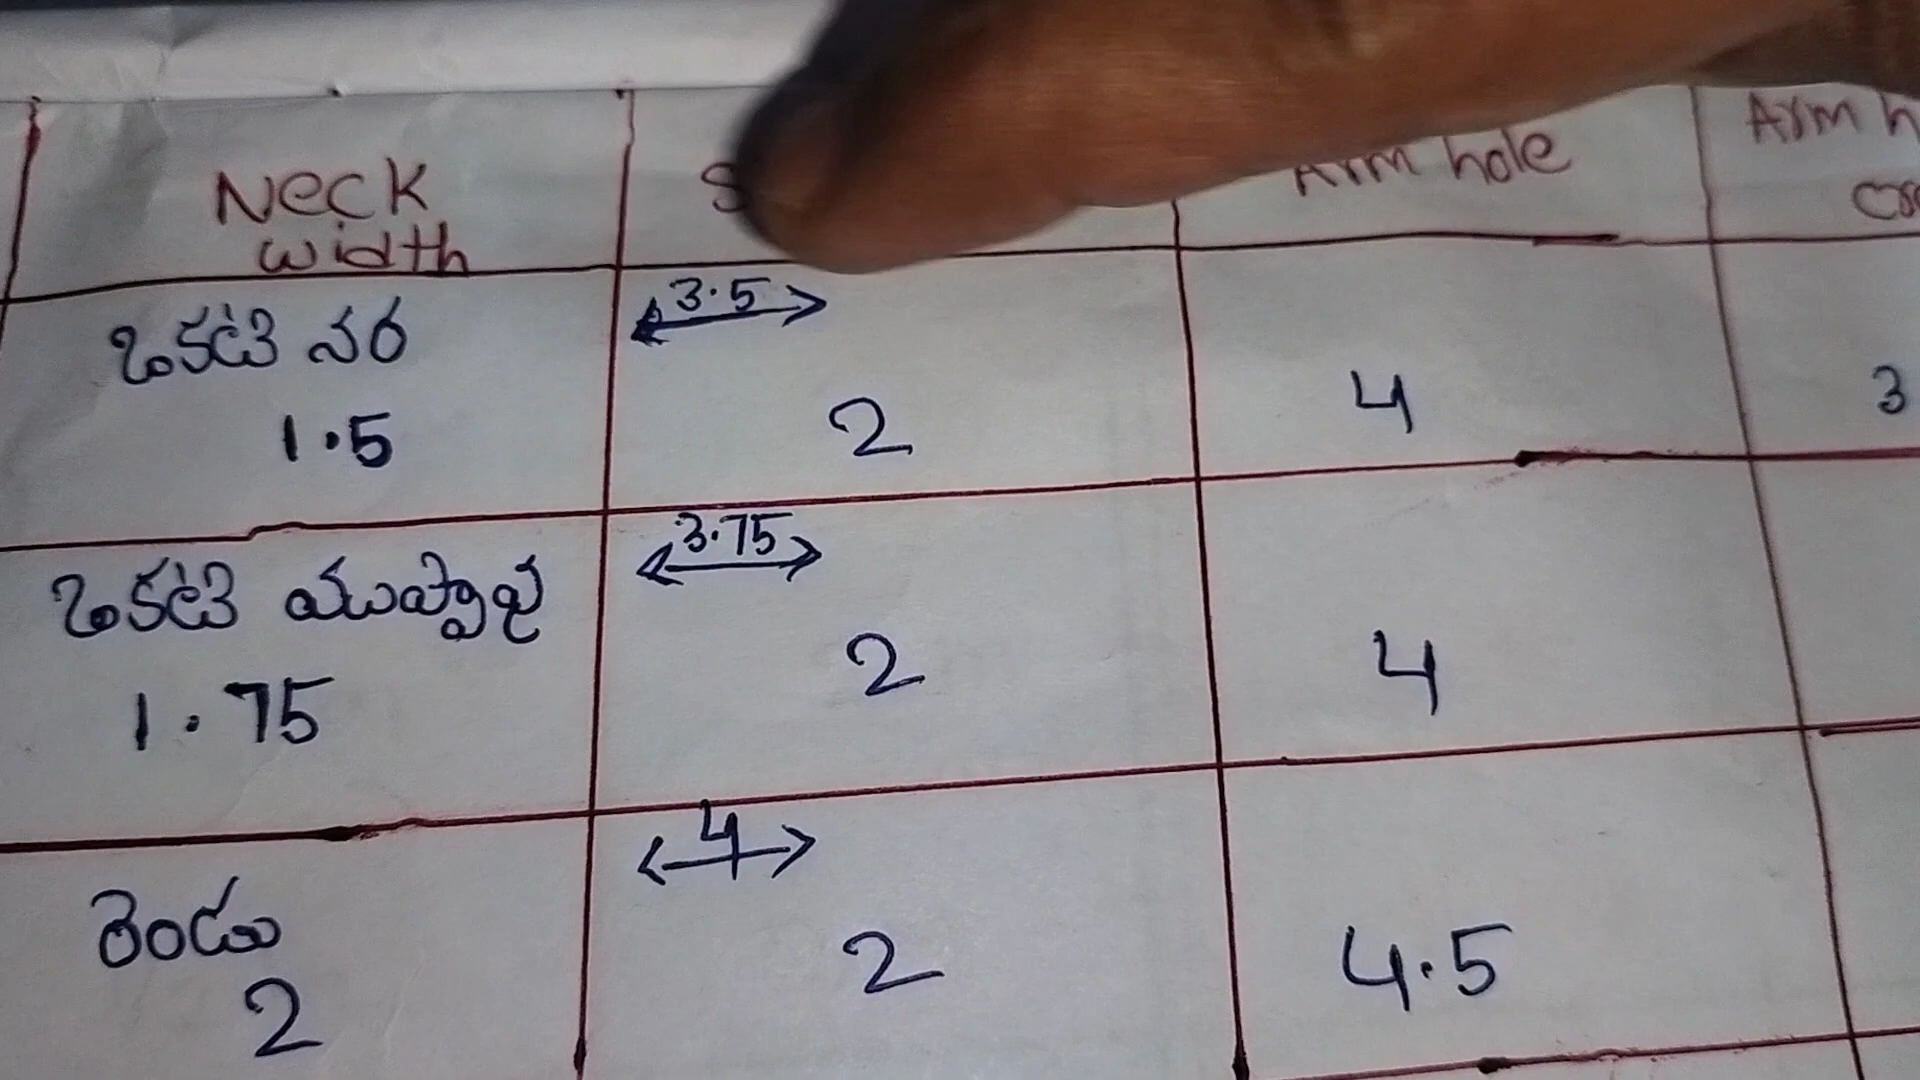 Neck
width
Arm hole
Arm
ఒకటి నర
1.5
3.5
2
4
3
ఒకటి ముప్పావు
1.75
3.75
2
4
రెండు
2
4
2
4.5